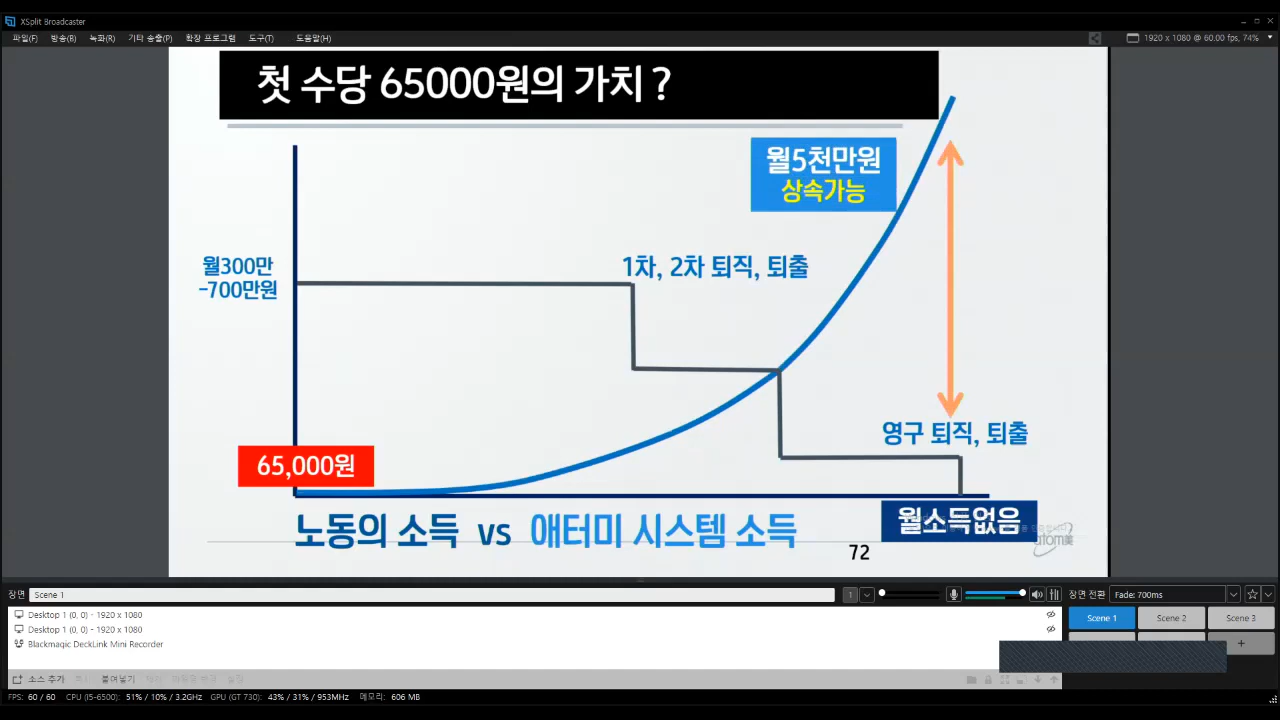 XSplit Broadcaster
파일(F) 방송(B) 녹화(R) 기타 송출(P) 확장 프로그램 도구(T) 도움말(H)
1920 x 1080 @ 60.00 fps, 74%
첫 수당 65000원의 가치 ?
월5천만원
상속가능
월300만
-700만원
1차, 2차 퇴직, 퇴출
영구 퇴직, 퇴출
65,000원
월소득없음
노동의 소득 vs 애터미 시스템 소득
72
atom美
장면 Scene 1
1
장면 전환 Fade: 700ms
Desktop 1 (0, 0) - 1920 x 1080
Desktop 1 (0, 0) - 1920 x 1080
Blackmagic DeckLink Mini Recorder
Scene 1 Scene 2 Scene 3
소스 추가 붙여넣기
FPS: 60 / 60 CPU (I5-6500): 51% / 10% / 3.2GHz GPU (GT 730): 43% / 31% / 953MHz 메모리: 606 MB